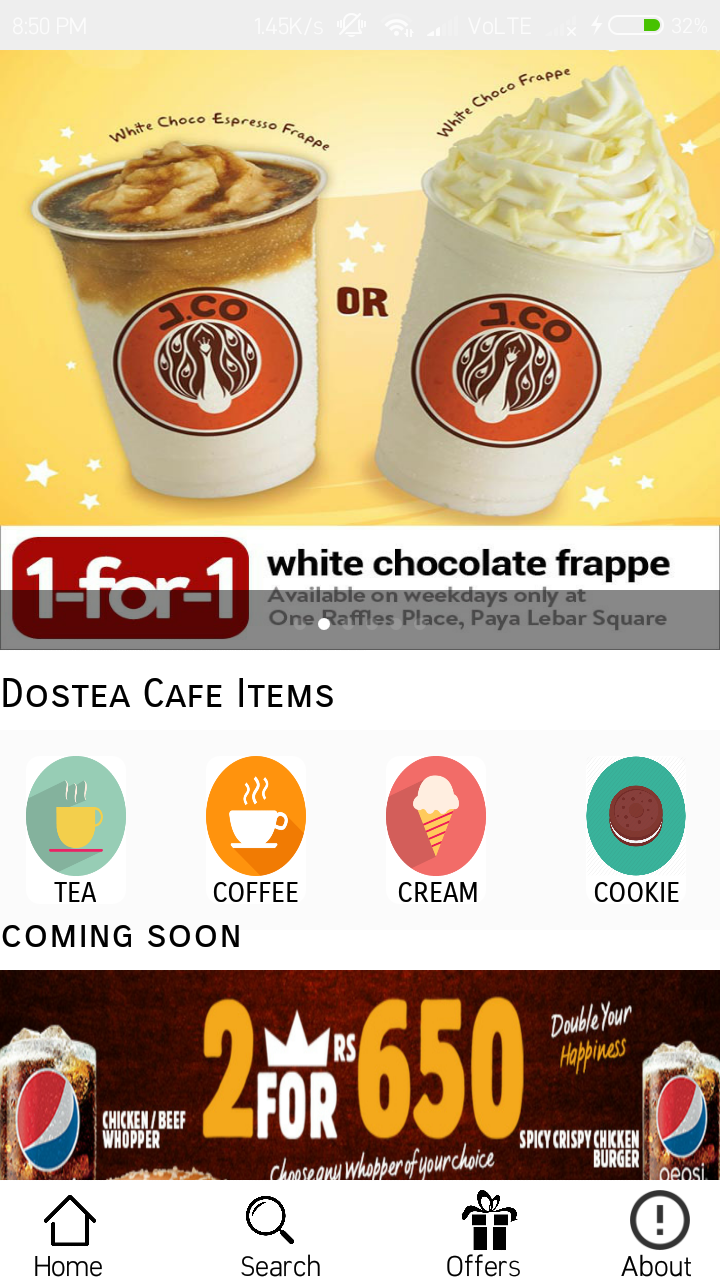 8:50 PM 1.45K/s VoLTE 32%
White Choco Espresso Frappe
White Choco Frappe
J.CO
OR
J.CO
1-for-1
white chocolate frappe
Available on weekdays only at
One Raffles Place, Paya Lebar Square
DOSTEA CAFE ITEMS
TEA COFFEE CREAM COOKIE
COMING SOON
2 FOR RS 650
Double Your
Happiness
CHICKEN / BEEF
WHOPPER
SPICY CRISPY CHICKEN
BURGER
Choose any Whopper of your choice
pepsi
Home Search Offers About